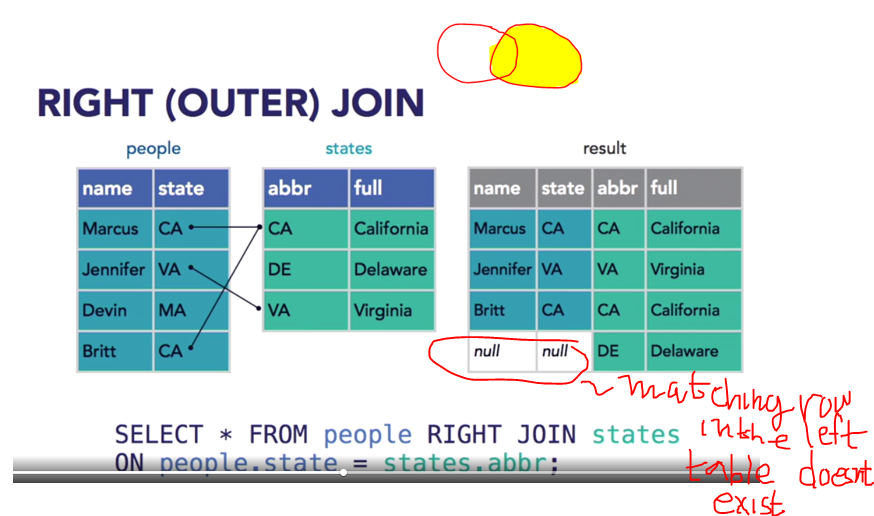 RIGHT (OUTER) JOIN
people
name state
Marcus CA
Jennifer VA
Devin MA
Britt CA
states
abbr full
CA California
DE Delaware
VA Virginia
result
name state abbr full
Marcus CA CA California
Jennifer VA VA Virginia
Britt CA CA California
null null DE Delaware
matching row
in the left
table doesnt
exist
SELECT * FROM people RIGHT JOIN states
ON people.state = states.abbr;